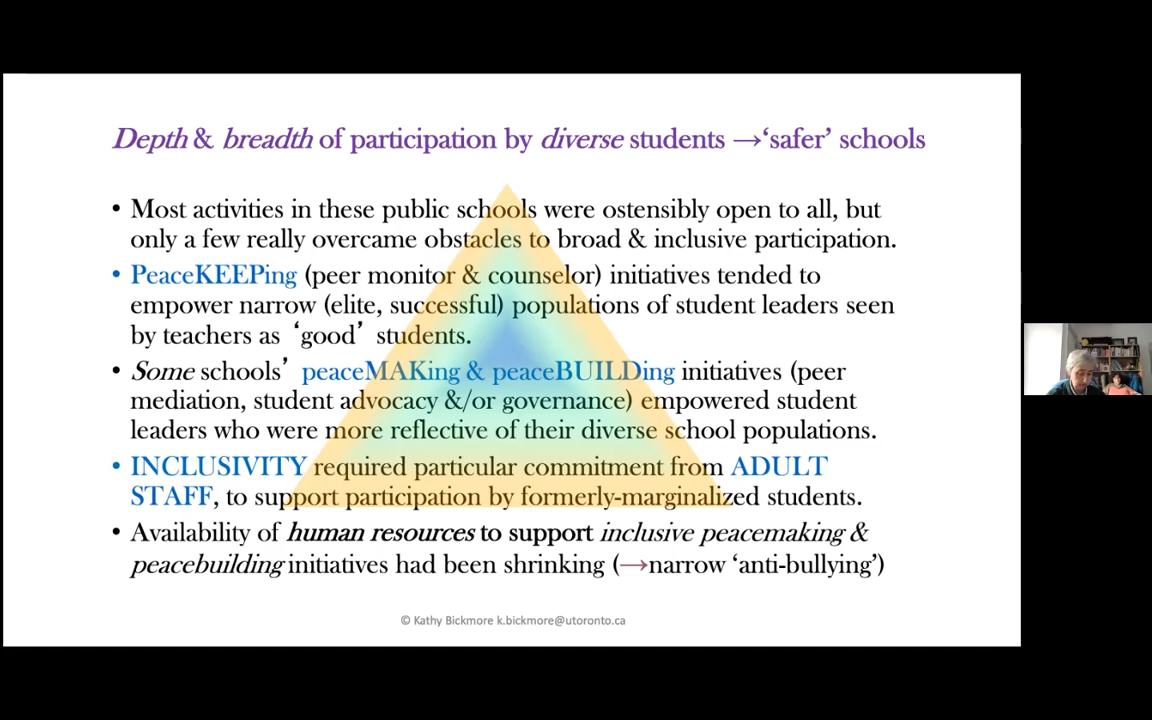 Depth & breadth of participation by diverse students →‘safer’ schools
• Most activities in these public schools were ostensibly open to all, but
only a few really overcame obstacles to broad & inclusive participation.
• PeaceKEEPing (peer monitor & counselor) initiatives tended to
empower narrow (elite, successful) populations of student leaders seen
by teachers as ‘good’ students.
• Some schools’ peaceMAKing & peaceBUILDing initiatives (peer
mediation, student advocacy &/or governance) empowered student
leaders who were more reflective of their diverse school populations.
• INCLUSIVITY required particular commitment from ADULT
STAFF, to support participation by formerly-marginalized students.
• Availability of human resources to support inclusive peacemaking &
peacebuilding initiatives had been shrinking (→narrow ‘anti-bullying’)
© Kathy Bickmore k.bickmore@utoronto.ca